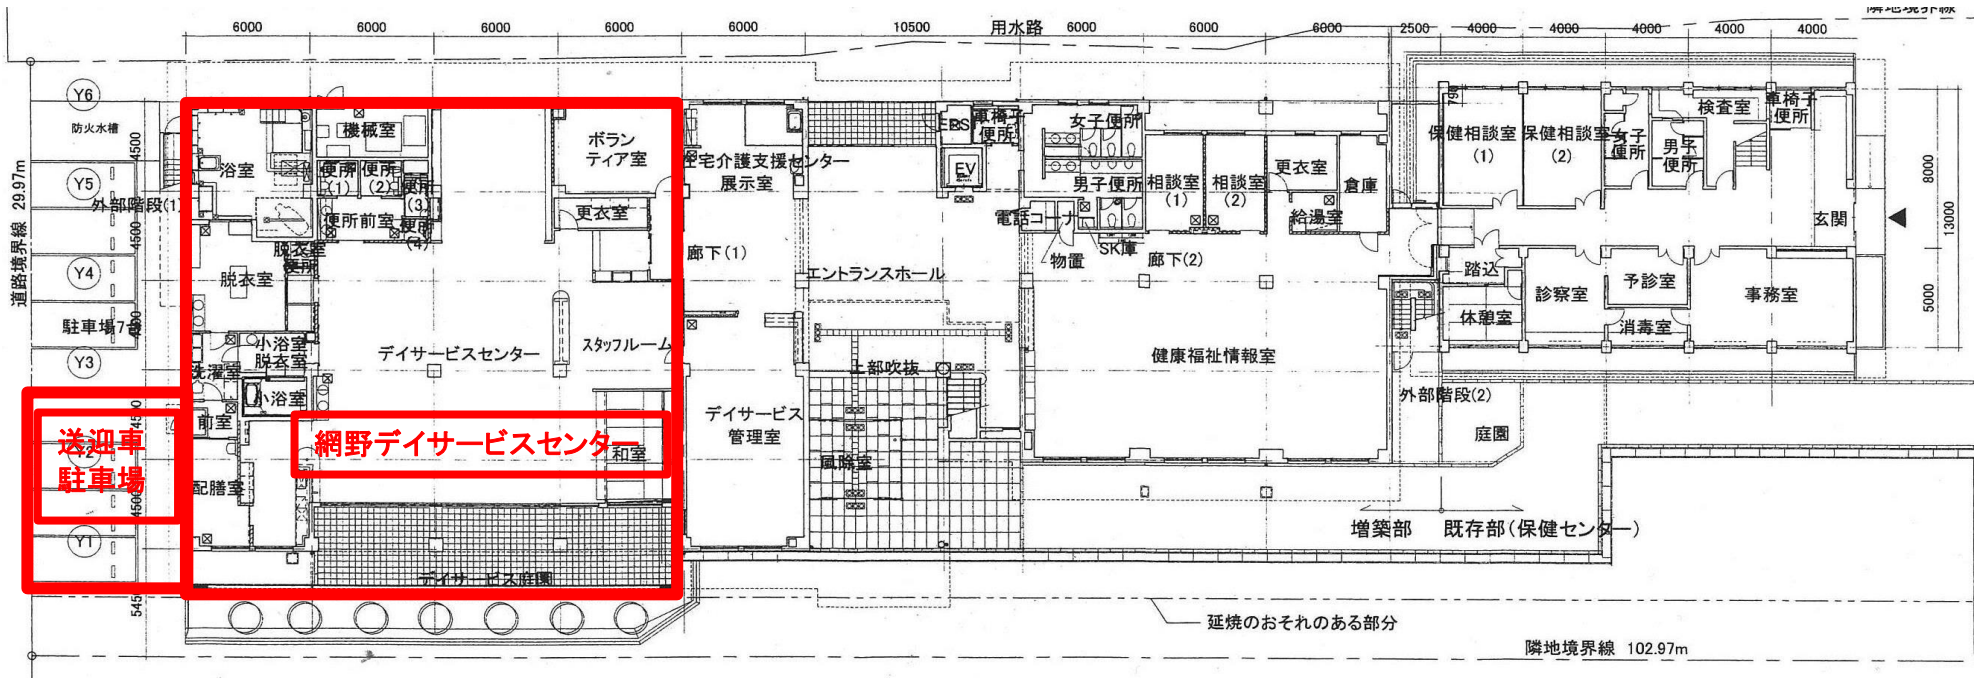 隣地境界線
6000
6000
6000
6000
6000
10500
用水路
6000
6000
6000
2500
4000
4000
4000
4000
4000
Y6
防火水槽
4500
道路境界線 29.97m
Y5
外部階段(1)
4500
Y4
駐車場7台
Y3
4500
送迎車
駐車場
Y2
4500
Y1
浴室
機械室
便所
(1)
便所
(2)
便所
(3)
便所
(4)
便所前室
脱衣室
便所
脱衣室
小浴室
脱衣室
洗濯室
小浴室
前室
配膳室
ボラン
ティア室
更衣室
デイサービスセンター
スタッフルーム
網野デイサービスセンター
和室
デイサービス庭園
在宅介護支援センター
展示室
廊下(1)
デイサービス
管理室
エントランスホール
上部吹抜
風除室
EPS
車椅子
便所
EV
女子便所
男子便所
電話コーナー
物置
SK庫
相談室
(1)
相談室
(2)
更衣室
給湯室
倉庫
廊下(2)
健康福祉情報室
790
保健相談室
(1)
保健相談室
(2)
女子
便所
男子
便所
検査室
車椅子
便所
玄関
8000
13000
5000
踏込
休憩室
診察室
予診室
消毒室
事務室
外部階段(2)
庭園
増築部
既存部(保健センター)
延焼のおそれのある部分
隣地境界線 102.97m